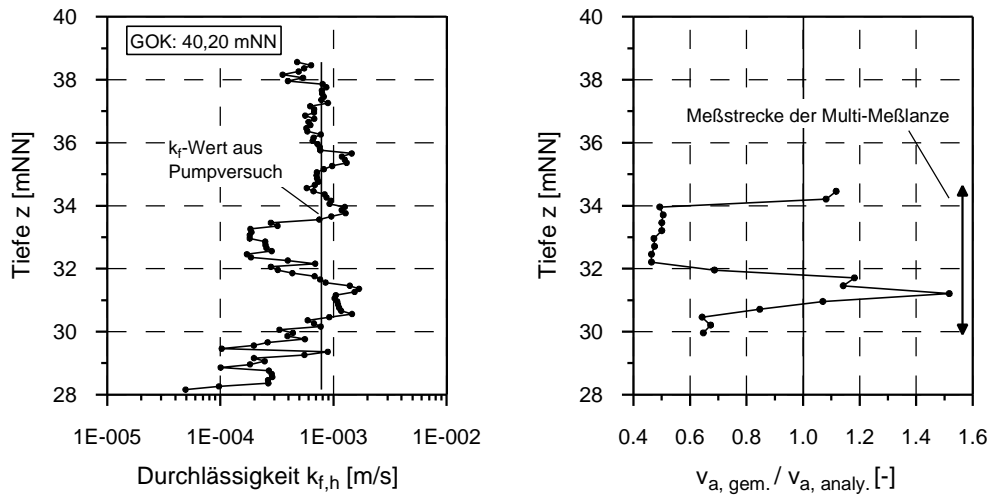 40
38
36
34
32
30
28
Tiefe z [mNN]
GOK: 40,20 mNN
kf-Wert aus
Pumpversuch
1E-005 1E-004 1E-003 1E-002
Durchlässigkeit kf,h [m/s]
40
38
36
34
32
30
28
Tiefe z [mNN]
Meßstrecke der Multi-Meßlanze
0.4 0.6 0.8 1.0 1.2 1.4 1.6
va, gem. / va, analy. [-]